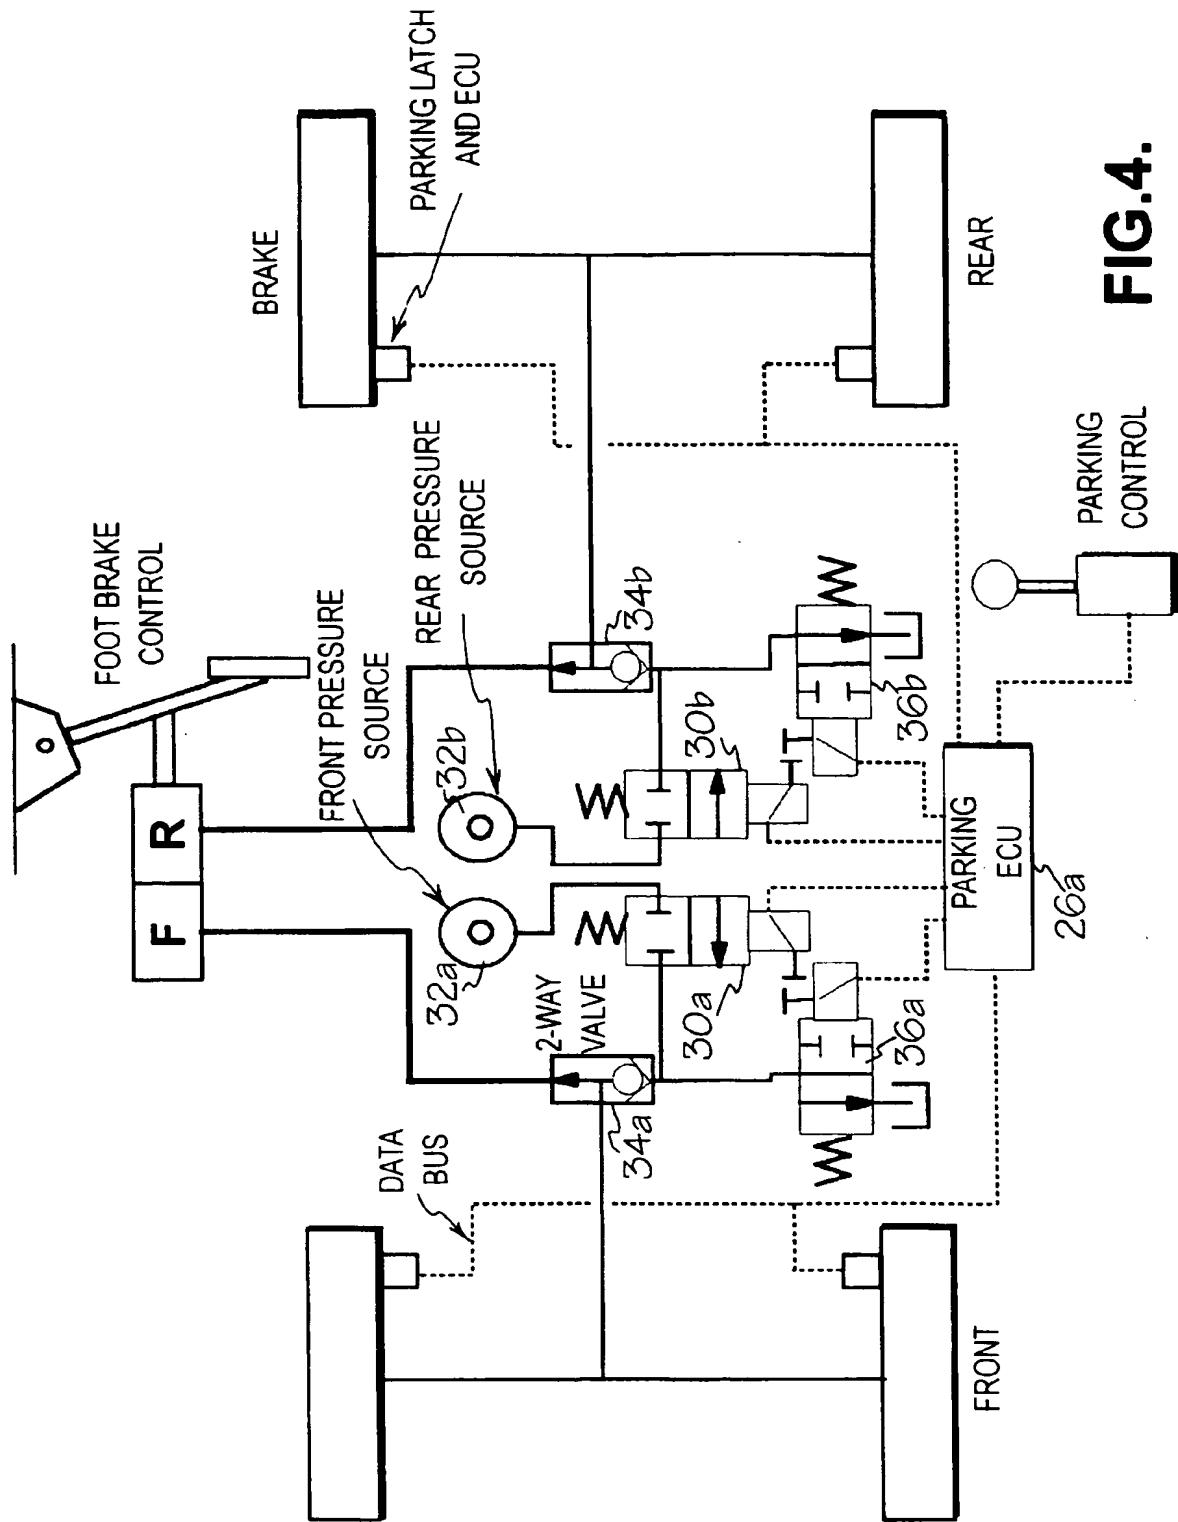 FOOT BRAKE
CONTROL
F
R
FRONT PRESSURE
SOURCE
REAR PRESSURE
SOURCE
BRAKE
PARKING LATCH
AND ECU
DATA
BUS
2-WAY
VALVE
32a
32b
34a
34b
30a
30b
36a
36b
PARKING
ECU
26a
PARKING
CONTROL
FRONT
REAR
FIG.4.